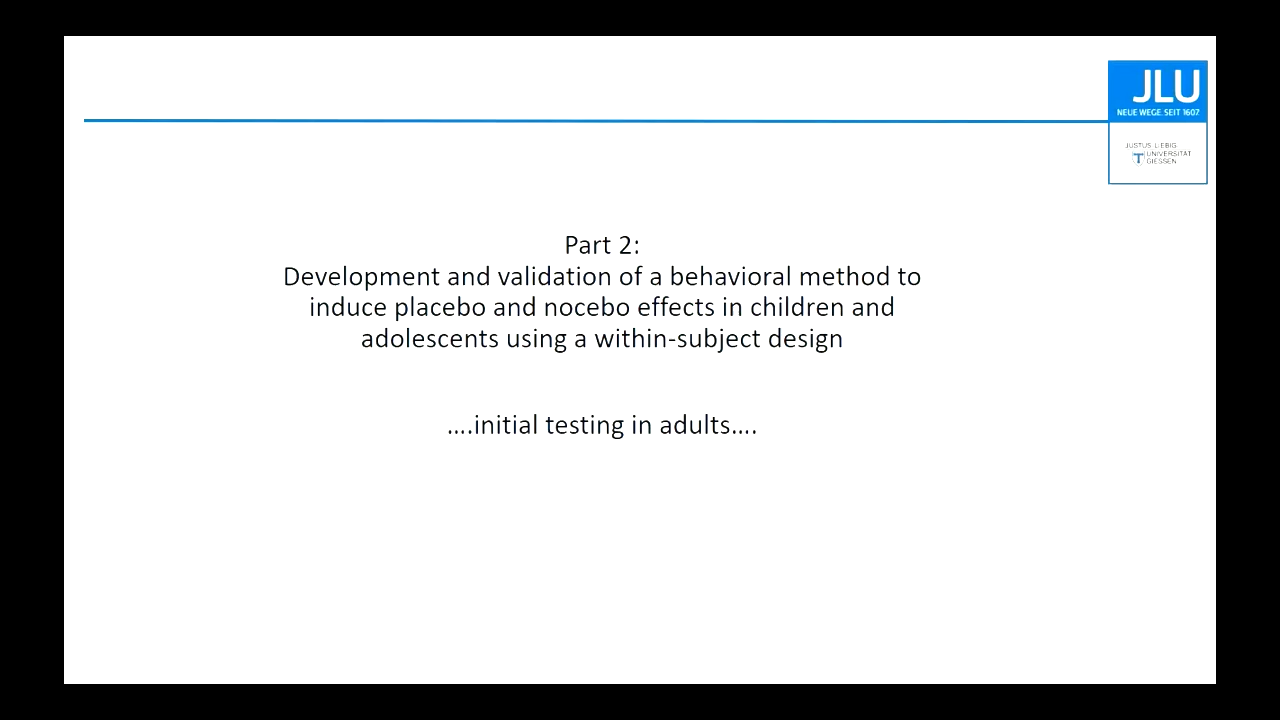 JLU
NEUE WEGE. SEIT 1607
JUSTUS LIEBIG
UNIVERSITÄT
GIESSEN
Part 2:
Development and validation of a behavioral method to
induce placebo and nocebo effects in children and
adolescents using a within-subject design
....initial testing in adults....